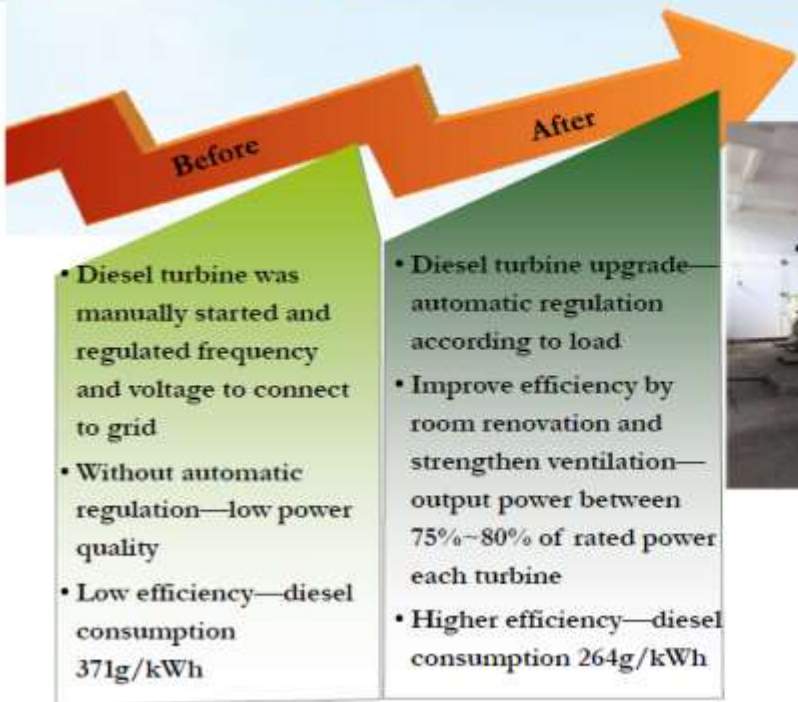 Before
After
• Diesel turbine was
manually started and
regulated frequency
and voltage to connect
to grid
• Without automatic
regulation—low power
quality
• Low efficiency—diesel
consumption
371g/kWh
• Diesel turbine upgrade—
automatic regulation
according to load
• Improve efficiency by
room renovation and
strengthen ventilation—
output power between
75%~80% of rated power
each turbine
• Higher efficiency—diesel
consumption 264g/kWh